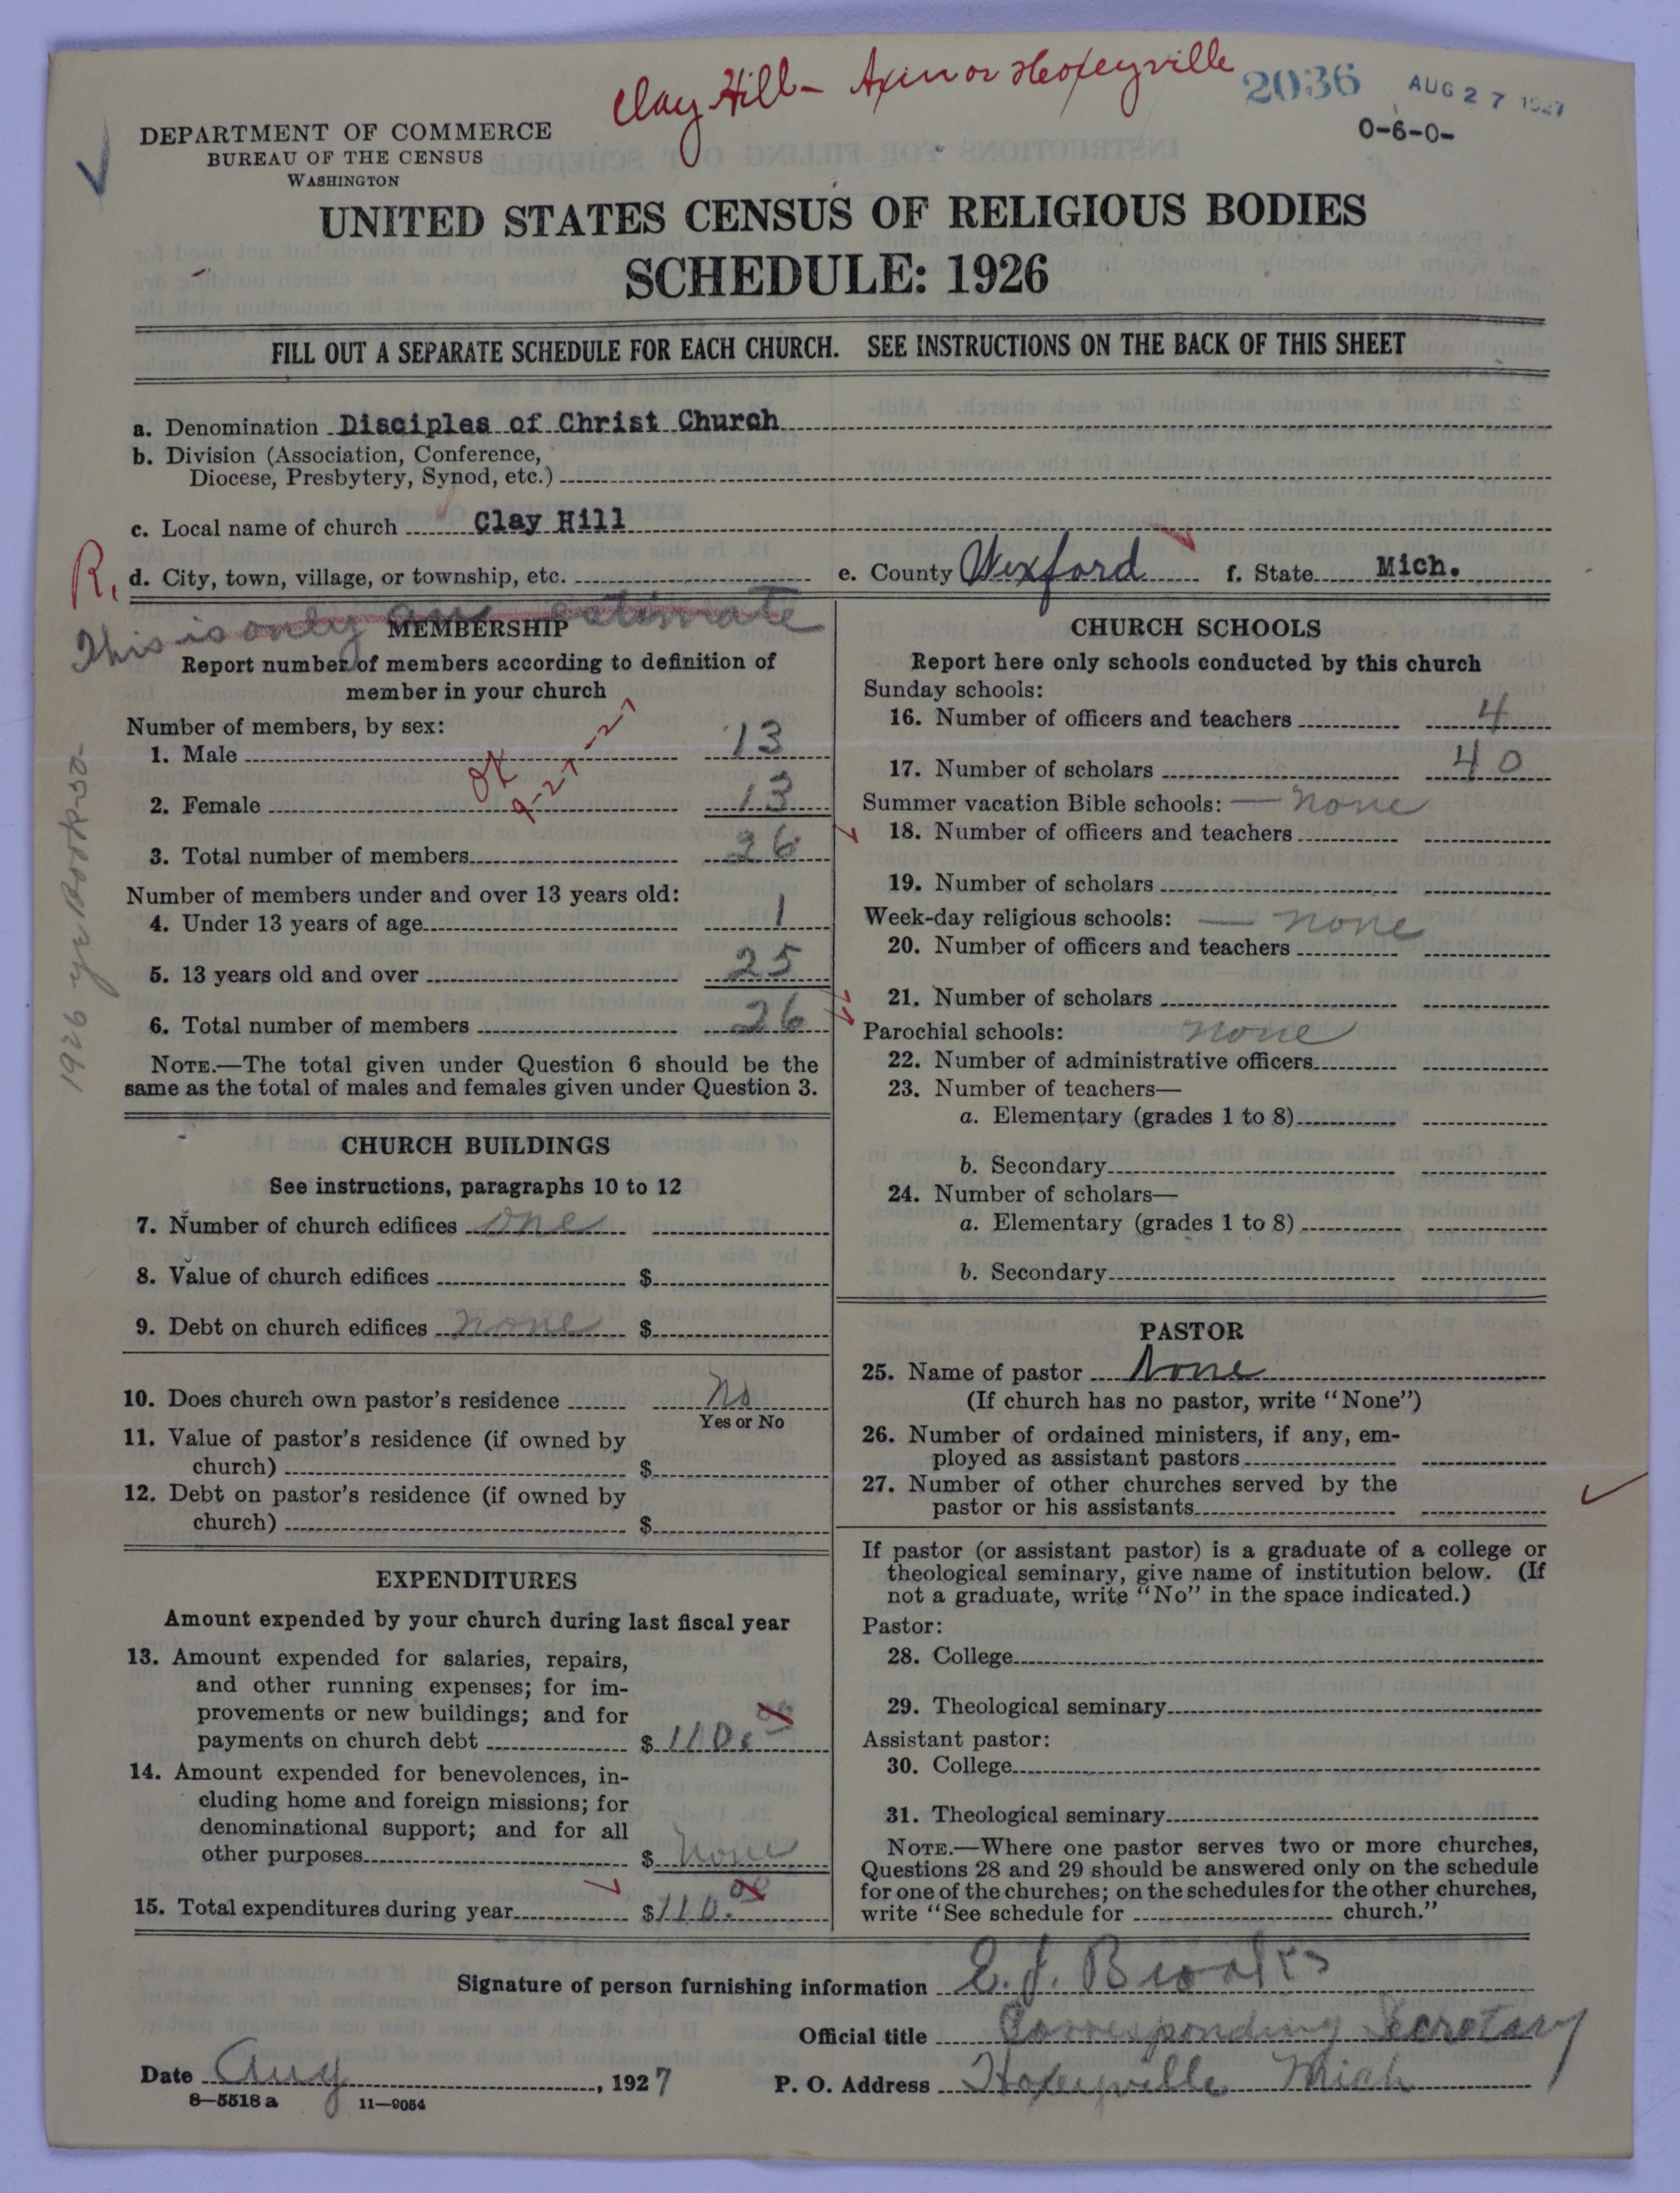 Clay Hill - Axin or Hoxeyville
2036
AUG 27 1927
0-6-0-
DEPARTMENT OF COMMERCE
BUREAU OF THE CENSUS
WASHINGTON
UNITED STATES CENSUS OF RELIGIOUS BODIES
SCHEDULE: 1926
FILL OUT A SEPARATE SCHEDULE FOR EACH CHURCH. SEE INSTRUCTIONS ON THE BACK OF THIS SHEET
a. Denomination Disciples of Christ Church
b. Division (Association, Conference,
Diocese, Presbytery, Synod, etc.)
c. Local name of church Clay Hill
R.
d. City, town, village, or township, etc. e. County Wexford f. State Mich.
This is only an estimate
MEMBERSHIP
Report number of members according to definition of
member in your church
Number of members, by sex:
1. Male 13
OK
9-27-27
2. Female 13
3. Total number of members 26
Number of members under and over 13 years old:
4. Under 13 years of age 1
5. 13 years old and over 25
6. Total number of members 26
NOTE.—The total given under Question 6 should be the
same as the total of males and females given under Question 3.
1926 yr Book-50-
CHURCH BUILDINGS
See instructions, paragraphs 10 to 12
7. Number of church edifices one
8. Value of church edifices $
9. Debt on church edifices none $
10. Does church own pastor's residence No
Yes or No
11. Value of pastor's residence (if owned by
church) $
12. Debt on pastor's residence (if owned by
church) $
EXPENDITURES
Amount expended by your church during last fiscal year
13. Amount expended for salaries, repairs,
and other running expenses; for im-
provements or new buildings; and for
payments on church debt $110.00
14. Amount expended for benevolences, in-
cluding home and foreign missions; for
denominational support; and for all
other purposes $ None
15. Total expenditures during year $110.00
CHURCH SCHOOLS
Report here only schools conducted by this church
Sunday schools:
16. Number of officers and teachers 4
17. Number of scholars 40
Summer vacation Bible schools: — none
18. Number of officers and teachers
19. Number of scholars
Week-day religious schools: — none
20. Number of officers and teachers
21. Number of scholars
Parochial schools: none
22. Number of administrative officers
23. Number of teachers—
a. Elementary (grades 1 to 8)
b. Secondary
24. Number of scholars—
a. Elementary (grades 1 to 8)
b. Secondary
PASTOR
25. Name of pastor None
(If church has no pastor, write "None")
26. Number of ordained ministers, if any, em-
ployed as assistant pastors
27. Number of other churches served by the
pastor or his assistants
If pastor (or assistant pastor) is a graduate of a college or
theological seminary, give name of institution below. (If
not a graduate, write "No" in the space indicated.)
Pastor:
28. College
29. Theological seminary
Assistant pastor:
30. College
31. Theological seminary
NOTE.—Where one pastor serves two or more churches,
Questions 28 and 29 should be answered only on the schedule
for one of the churches; on the schedules for the other churches,
write "See schedule for church."
Signature of person furnishing information E. J. Brooks
Official title Corresponding Secretary
Date Aug, 1927 P. O. Address Hoxeyville Mich
8-5518a 11-9054